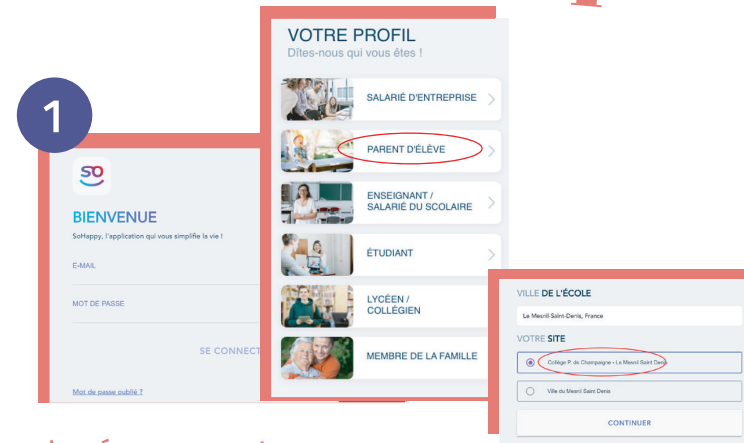 1
so
BIENVENUE
SoHappy, l'application qui vous simplifie la vie !
E-MAIL
MOT DE PASSE
SE CONNECT
Mot de passe oublié ?
VOTRE PROFIL
Dîtes-nous qui vous êtes !
SALARIÉ D'ENTREPRISE
PARENT D'ÉLÈVE
ENSEIGNANT /
SALARIÉ DU SCOLAIRE
ÉTUDIANT
LYCÉEN /
COLLÉGIEN
MEMBRE DE LA FAMILLE
VILLE DE L'ÉCOLE
Le Mesnil-Saint-Denis, France
VOTRE SITE
Collège P. de Champaigne - Le Mesnil Saint Denis
Ville du Mesnil Saint Denis
CONTINUER